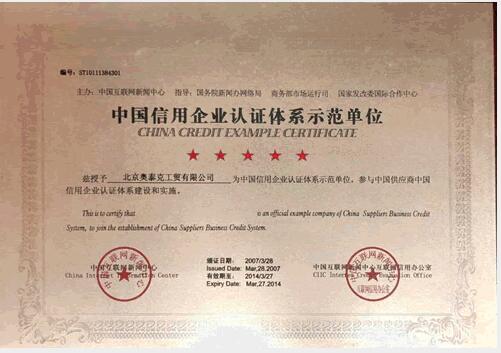 编号：ST10111384301
主办：中国互联网新闻中心 指导：国务院新闻办网络局 商务部市场运行司 国家发改委国际合作中心
中国信用企业认证体系示范单位
CHINA CREDIT EXAMPLE CERTIFICATE
兹授予 北京奥泰克工贸有限公司 为中国信用企业认证体系示范单位，参与中国供应商中国
信用企业认证体系建设和实施。
This is to certify that is an official example company of China Suppliers Business Credit
System, to join the establishment of China Suppliers Business Credit System.
中国互联网新闻中心
China Internet Information Center
颁证日期： 2007/3/28
Issued Date: Mar,28,2007
有效期至： 2014/3/27
Expiry Date: Mar,27,2014
中国互联网新闻中心互联网信用办公室
CIIC Internet Credit Evaluation Office